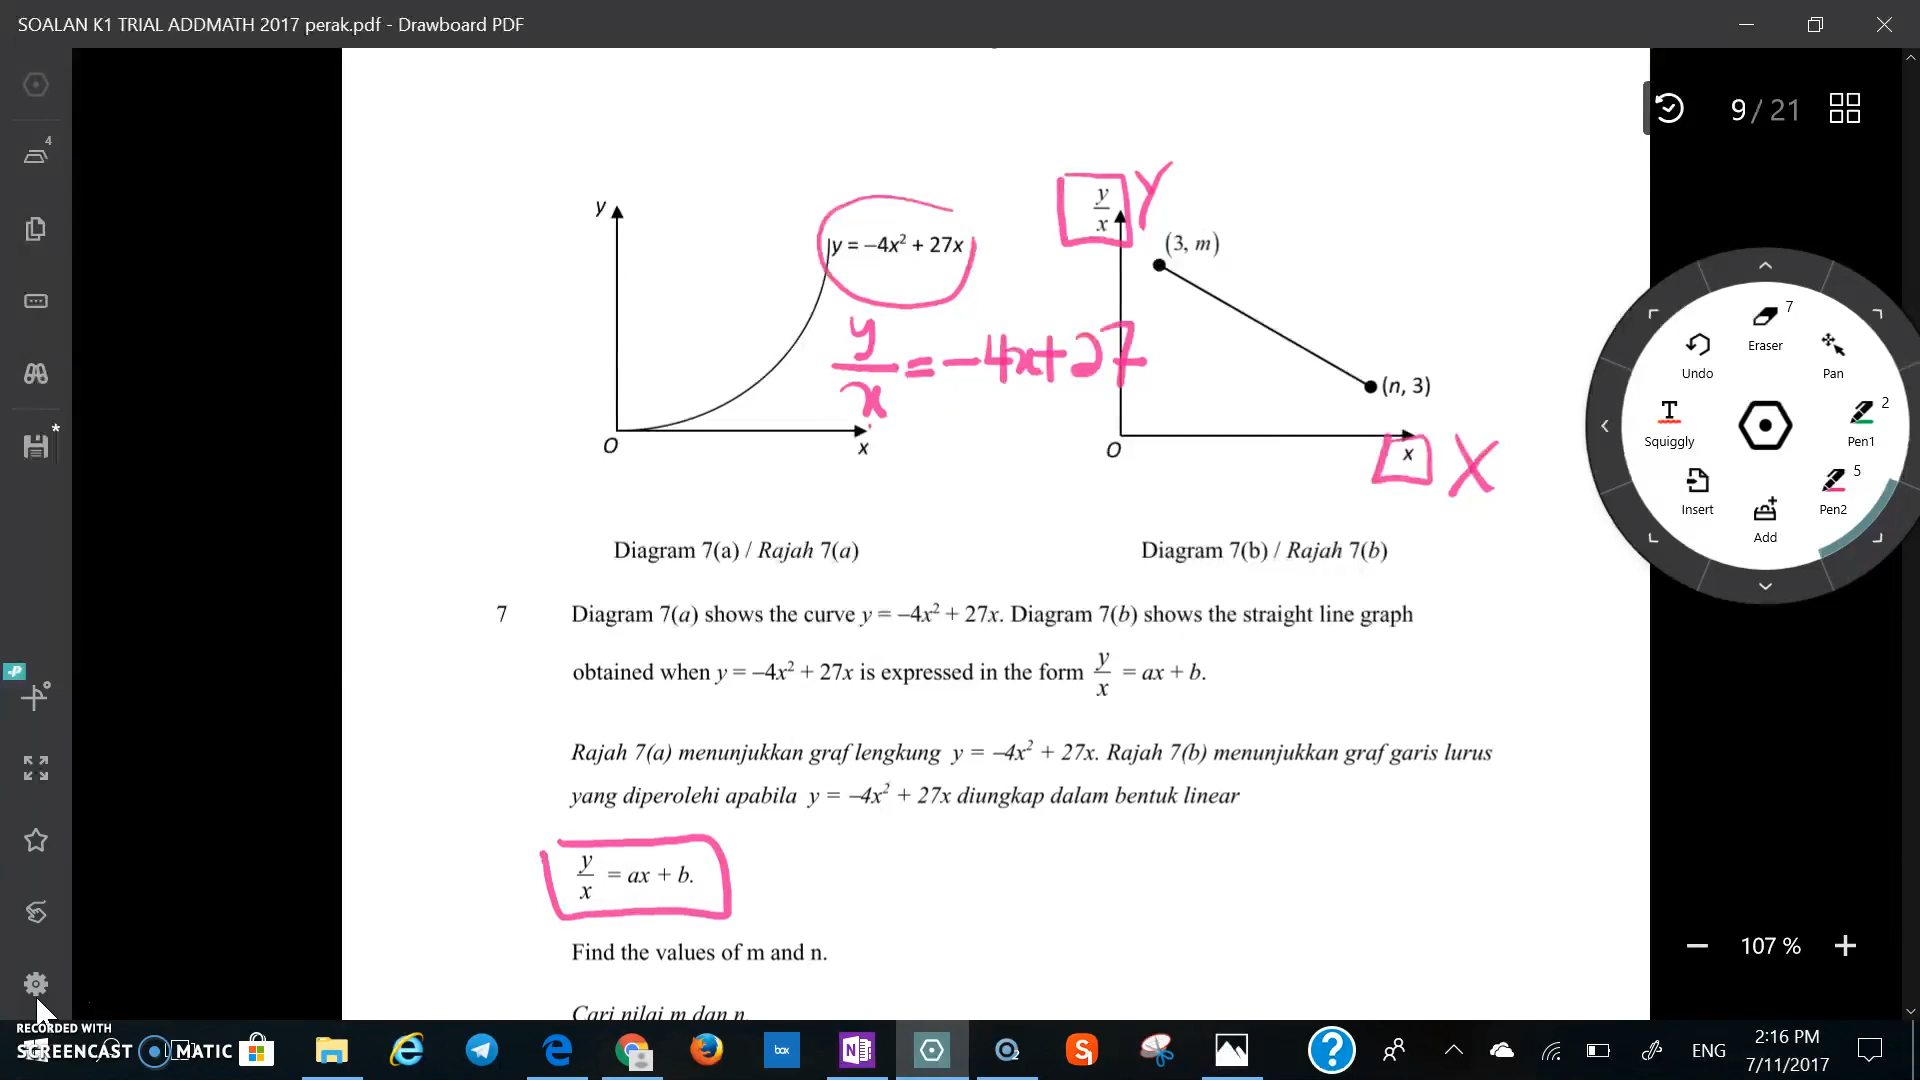 SOALAN K1 TRIAL ADDMATH 2017 perak.pdf - Drawboard PDF
4
9 / 21
y
y = –4x² + 27x
y/x = -4x+27
O
x
y/x
Y
(3, m)
(n, 3)
O
x
X
Diagram 7(a) / Rajah 7(a)
Diagram 7(b) / Rajah 7(b)
7 Diagram 7(a) shows the curve y = –4x² + 27x. Diagram 7(b) shows the straight line graph
obtained when y = –4x² + 27x is expressed in the form y/x = ax + b.
Rajah 7(a) menunjukkan graf lengkung y = –4x² + 27x. Rajah 7(b) menunjukkan graf garis lurus
yang diperolehi apabila y = –4x² + 27x diungkap dalam bentuk linear
y/x = ax + b.
Find the values of m and n.
Cari nilai m dan n
7
Eraser
Undo
Pan
T
Squiggly
2
Pen1
Insert
5
Pen2
Add
107 %
RECORDED WITH
SCREENCAST MATIC
box
N
S
?
ENG
2:16 PM
7/11/2017